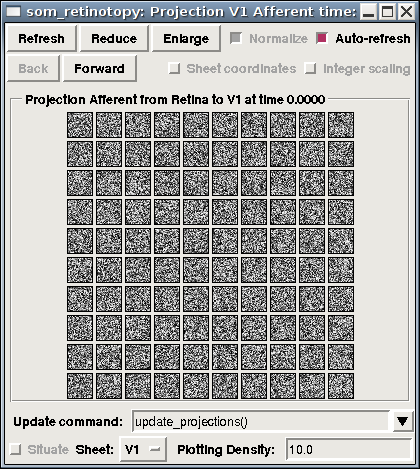 som_retinotopy: Projection V1 Afferent time:
Refresh Reduce Enlarge Normalize Auto-refresh
Back Forward Sheet coordinates Integer scaling
Projection Afferent from Retina to V1 at time 0.0000
Update command: update_projections()
Situate Sheet: V1 Plotting Density: 10.0